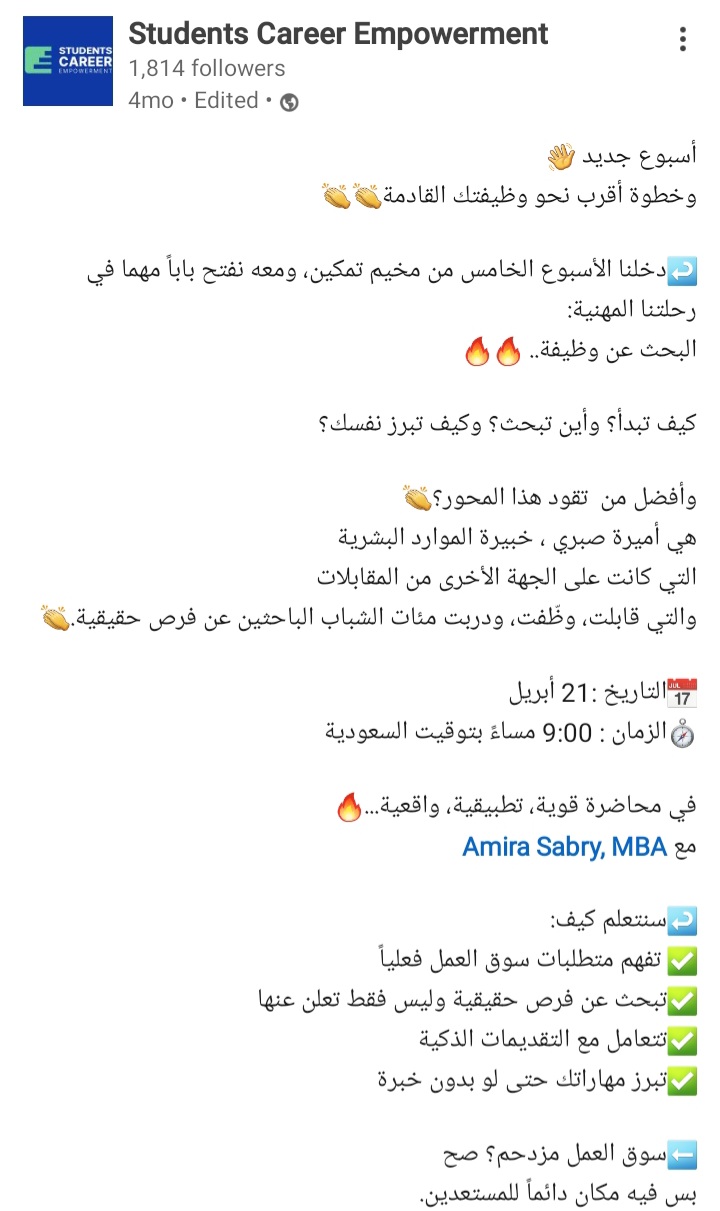 STUDENTS
CAREER
EMPOWERMENT
Students Career Empowerment
1,814 followers
4mo • Edited •
أسبوع جديد 👋
وخطوة أقرب نحو وظيفتك القادمة👏👏
↩️دخلنا الأسبوع الخامس من مخيم تمكين، ومعه نفتح باباً مهما في
رحلتنا المهنية:
البحث عن وظيفة.. 🔥🔥
كيف تبدأ؟ وأين تبحث؟ وكيف تبرز نفسك؟
وأفضل من تقود هذا المحور؟👏
هي أميرة صبري ، خبيرة الموارد البشرية
التي كانت على الجهة الأخرى من المقابلات
والتي قابلت، وظّفت، ودربت مئات الشباب الباحثين عن فرص حقيقية.👏
📅التاريخ :21 أبريل
🧭الزمان : 9:00 مساءً بتوقيت السعودية
في محاضرة قوية، تطبيقية، واقعية...🔥
مع Amira Sabry, MBA
↩️سنتعلم كيف:
✅ تفهم متطلبات سوق العمل فعلياً
✅تبحث عن فرص حقيقية وليس فقط تعلن عنها
✅تتعامل مع التقديمات الذكية
✅تبرز مهاراتك حتى لو بدون خبرة
⬅️سوق العمل مزدحم؟ صح
بس فيه مكان دائماً للمستعدين.